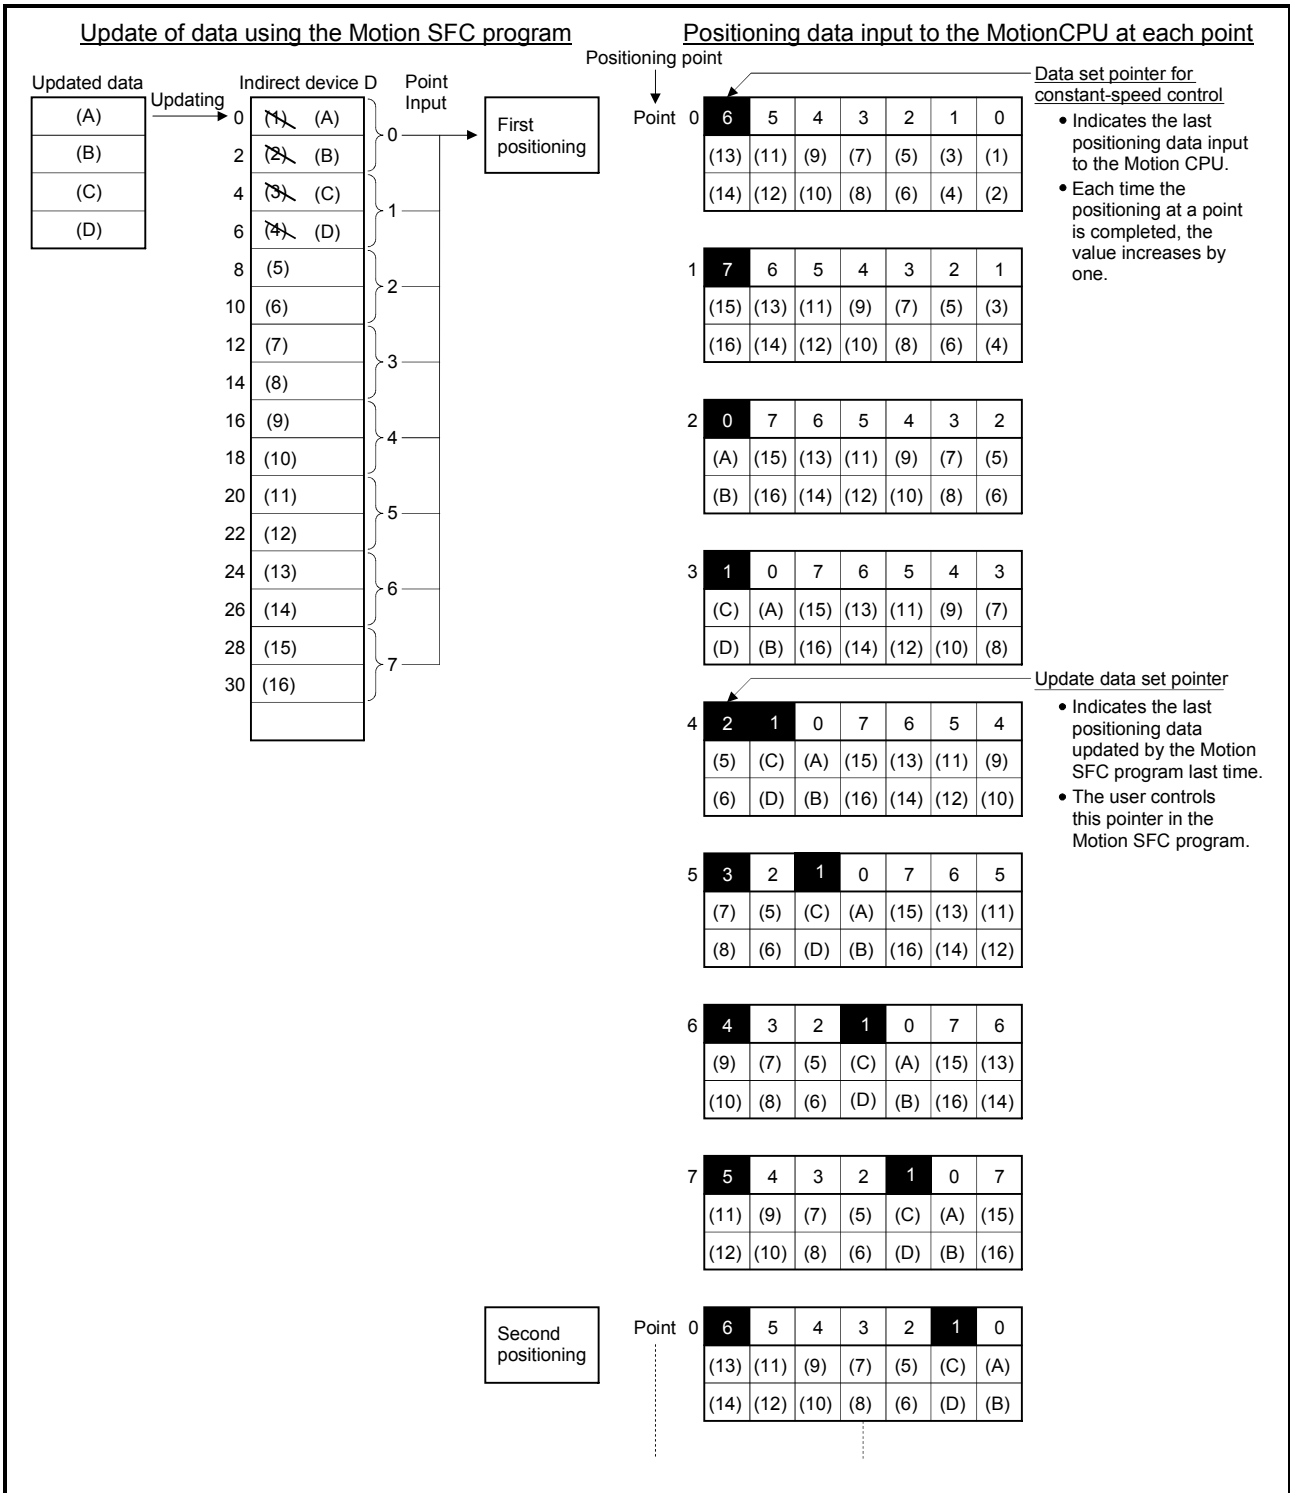 Update of data using the Motion SFC program
Positioning data input to the MotionCPU at each point
Updated data
(A)
(B)
(C)
(D)
Updating
Indirect device D
0 (1) (A)
2 (2) (B)
4 (3) (C)
6 (4) (D)
8 (5)
10 (6)
12 (7)
14 (8)
16 (9)
18 (10)
20 (11)
22 (12)
24 (13)
26 (14)
28 (15)
30 (16)
Point
Input
0
1
2
3
4
5
6
7
First
positioning
Positioning point
Point 0 6 5 4 3 2 1 0
(13) (11) (9) (7) (5) (3) (1)
(14) (12) (10) (8) (6) (4) (2)
Data set pointer for
constant-speed control
• Indicates the last
positioning data input
to the Motion CPU.
• Each time the
positioning at a point
is completed, the
value increases by
one.
1 7 6 5 4 3 2 1
(15) (13) (11) (9) (7) (5) (3)
(16) (14) (12) (10) (8) (6) (4)
2 0 7 6 5 4 3 2
(A) (15) (13) (11) (9) (7) (5)
(B) (16) (14) (12) (10) (8) (6)
3 1 0 7 6 5 4 3
(C) (A) (15) (13) (11) (9) (7)
(D) (B) (16) (14) (12) (10) (8)
4 2 1 0 7 6 5 4
(5) (C) (A) (15) (13) (11) (9)
(6) (D) (B) (16) (14) (12) (10)
Update data set pointer
• Indicates the last
positioning data
updated by the Motion
SFC program last time.
• The user controls
this pointer in the
Motion SFC program.
5 3 2 1 0 7 6 5
(7) (5) (C) (A) (15) (13) (11)
(8) (6) (D) (B) (16) (14) (12)
6 4 3 2 1 0 7 6
(9) (7) (5) (C) (A) (15) (13)
(10) (8) (6) (D) (B) (16) (14)
7 5 4 3 2 1 0 7
(11) (9) (7) (5) (C) (A) (15)
(12) (10) (8) (6) (D) (B) (16)
Second
positioning
Point 0 6 5 4 3 2 1 0
(13) (11) (9) (7) (5) (C) (A)
(14) (12) (10) (8) (6) (D) (B)